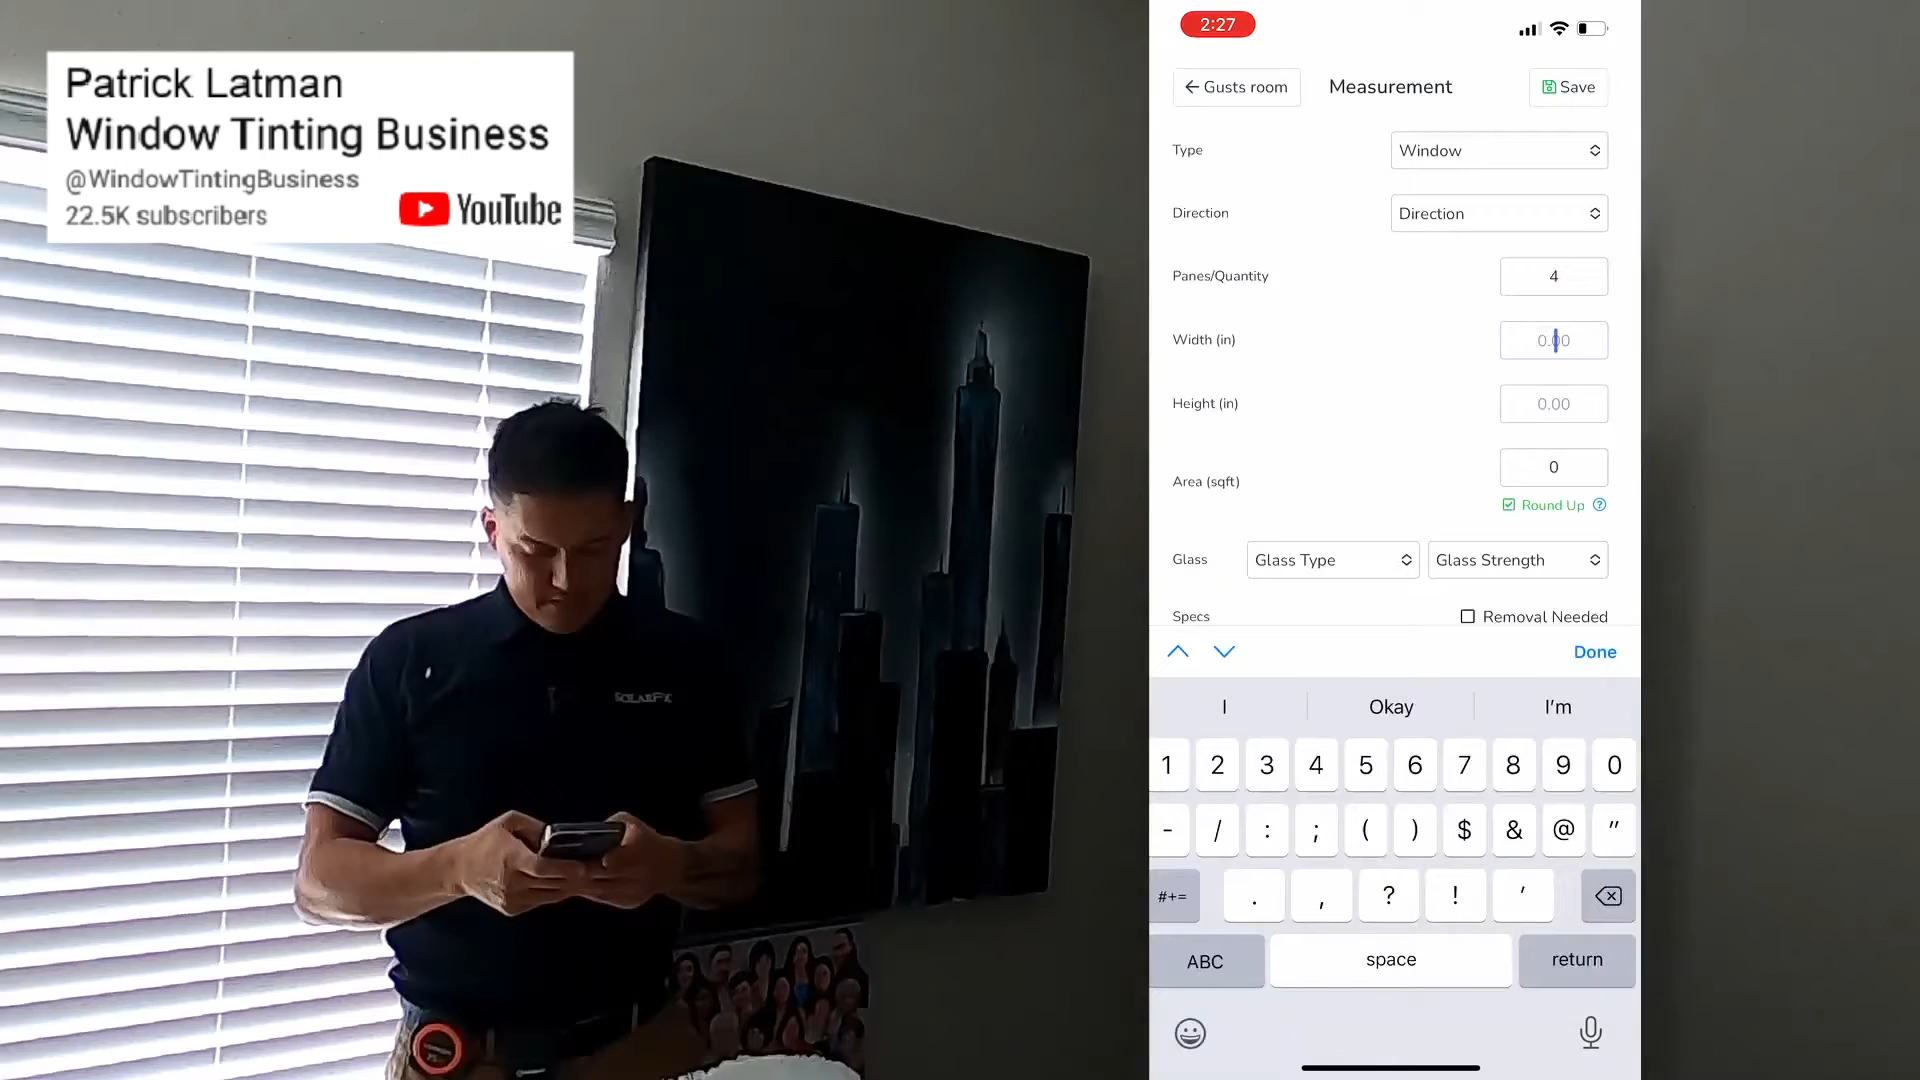 Patrick Latman
Window Tinting Business
@WindowTintingBusiness
22.5K subscribers
YouTube
SOLARFX
2:27
← Gusts room
Measurement
Save
Type
Window
Direction
Direction
Panes/Quantity
4
Width (in)
0.00
Height (in)
0.00
Area (sqft)
0
Round Up ?
Glass
Glass Type
Glass Strength
Specs
Removal Needed
Done
I
Okay
I'm
1 2 3 4 5 6 7 8 9 0
- / : ; ( ) $ & @ "
#+= . , ? ! '
ABC
space
return